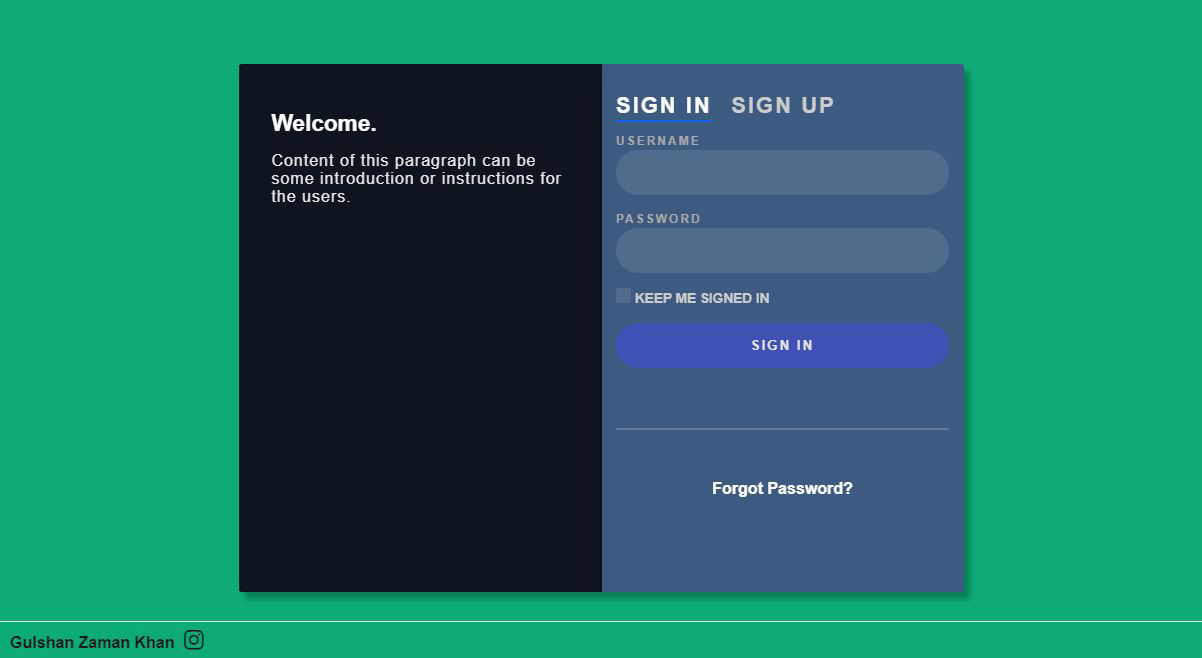 Welcome.
Content of this paragraph can be
some introduction or instructions for
the users.
SIGN IN SIGN UP
USERNAME
PASSWORD
KEEP ME SIGNED IN
SIGN IN
Forgot Password?
Gulshan Zaman Khan